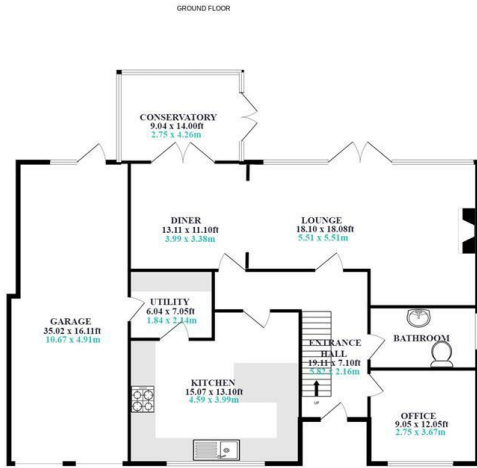 GROUND FLOOR
CONSERVATORY
9.04 x 14.00ft
2.75 x 4.26m
DINER
13.11 x 11.10ft
3.99 x 3.38m
LOUNGE
18.10 x 18.08ft
5.51 x 5.51m
UTILITY
6.04 x 7.05ft
1.84 x 2.14m
GARAGE
35.02 x 16.11ft
10.67 x 4.91m
ENTRANCE
HALL
19.11 x 7.10ft
x 2.16m
BATHROOM
KITCHEN
15.07 x 13.10ft
4.59 x 3.99m
UP
OFFICE
9.05 x 12.05ft
2.75 x 3.67m